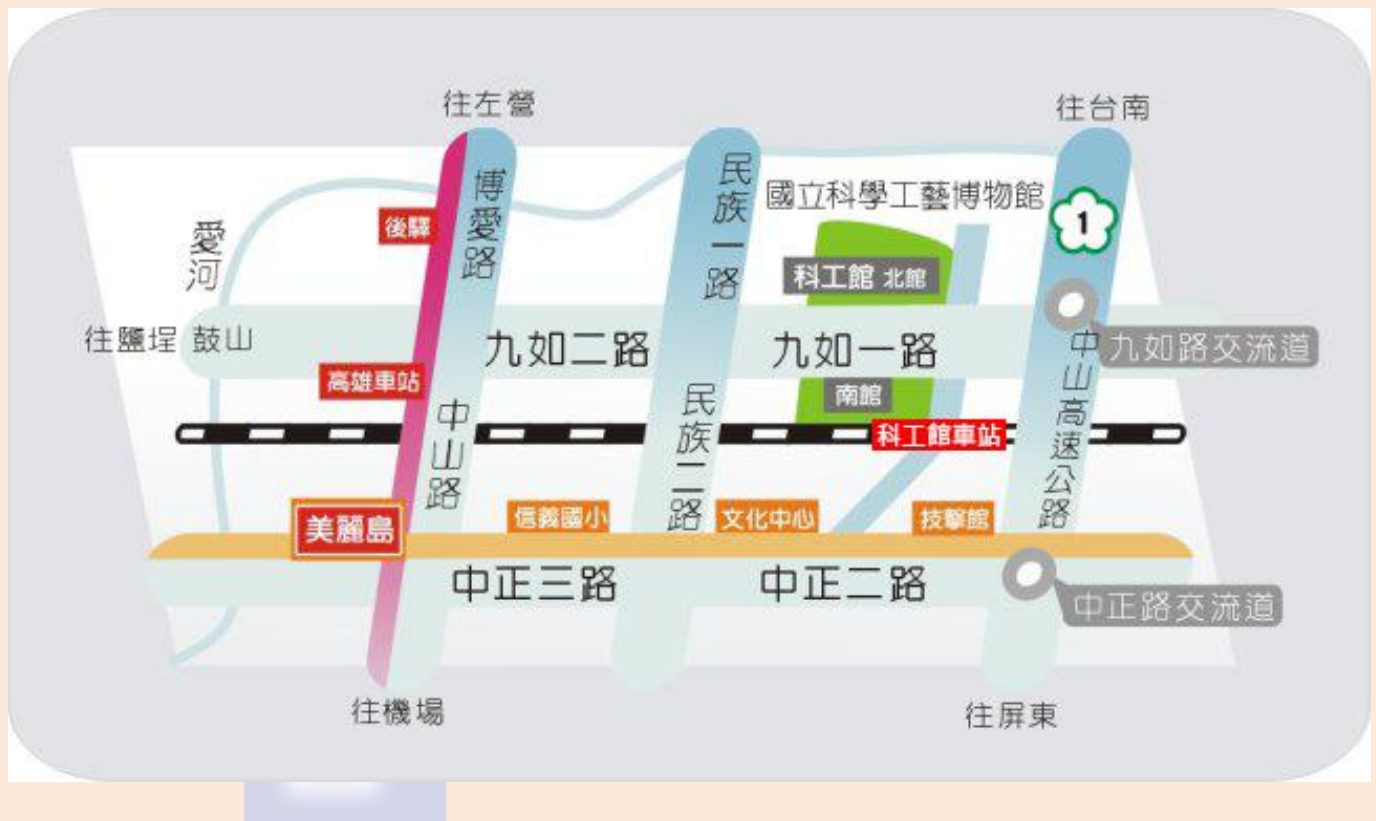 往左營
往台南
博愛路
民族一路
國立科學工藝博物館
1
後驛
愛河
科工館 北館
往鹽埕 鼓山
九如二路
九如一路
九如路交流道
高雄車站
南館
中山路
民族二路
中山高速公路
科工館車站
美麗島
信義國小
文化中心
技擊館
中正三路
中正二路
中正路交流道
往機場
往屏東